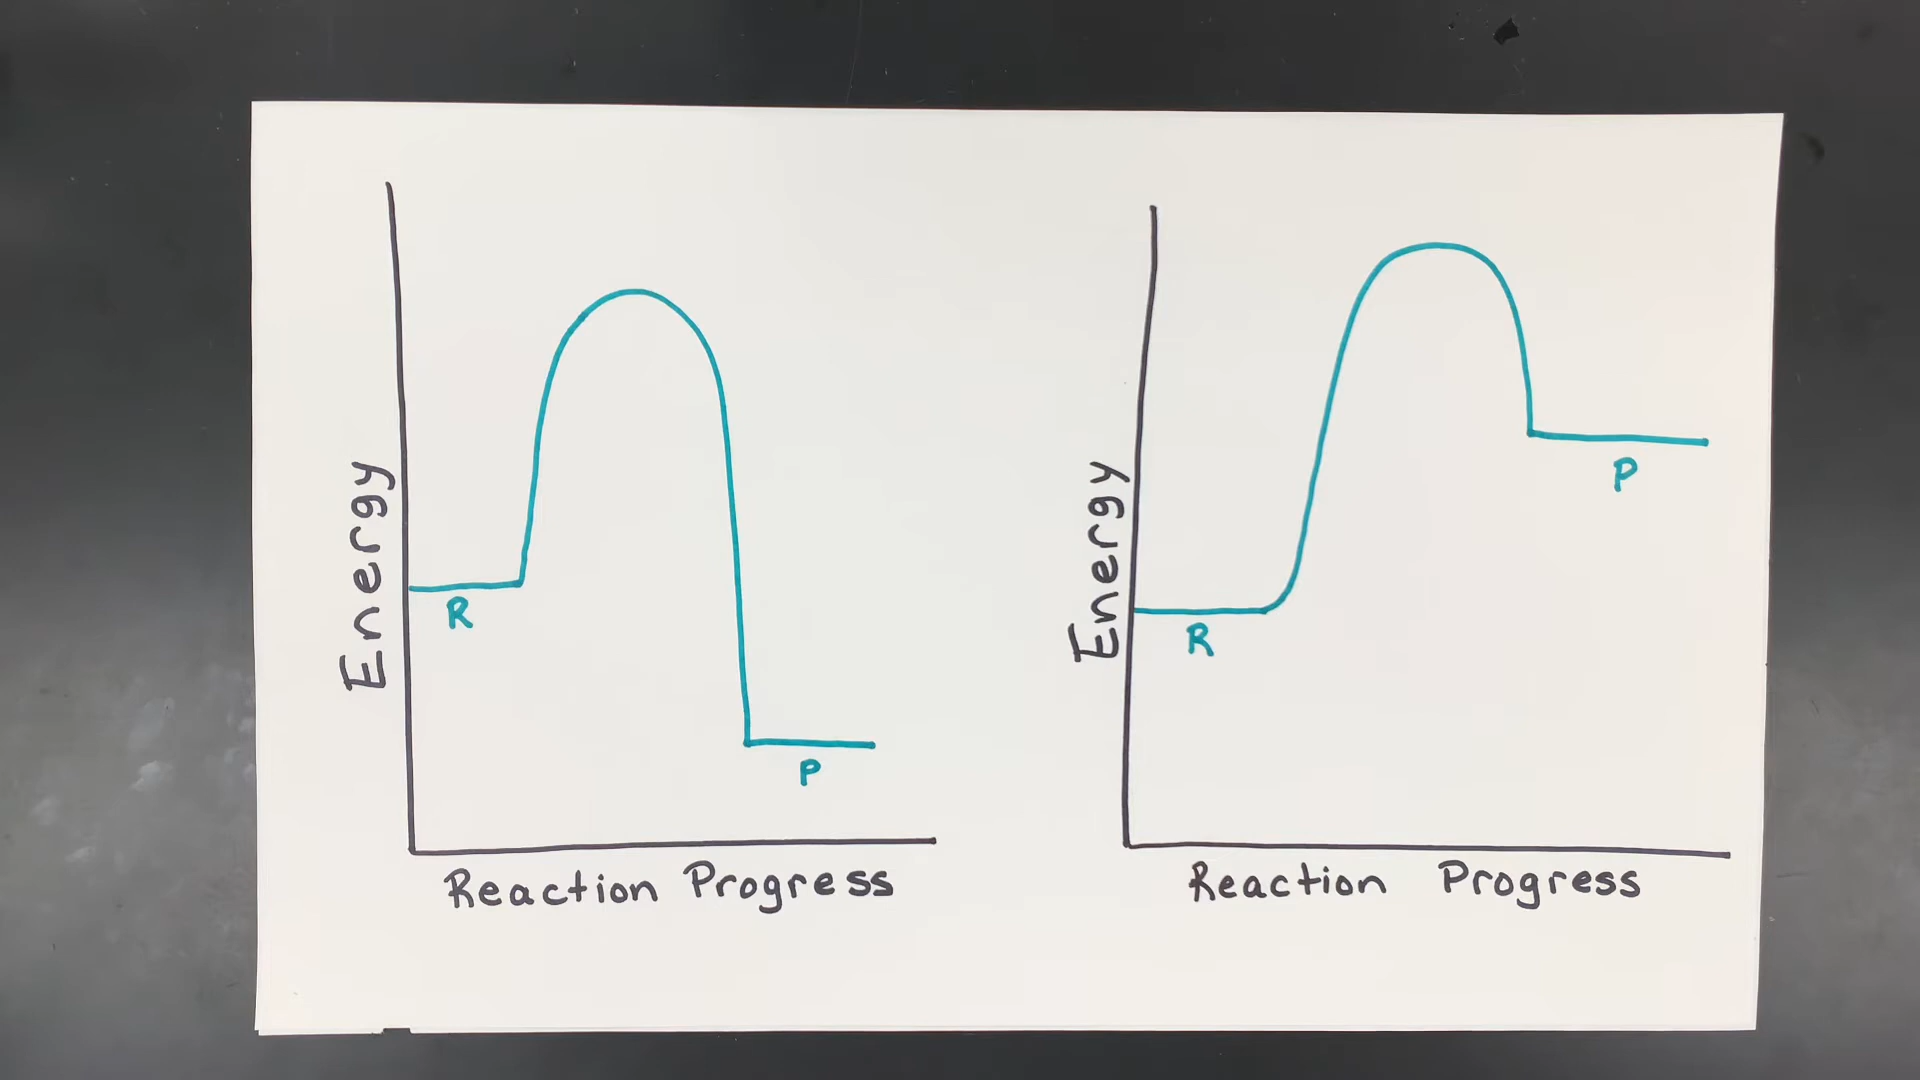 Energy
R
P
Reaction Progress
Energy
R
P
Reaction Progress